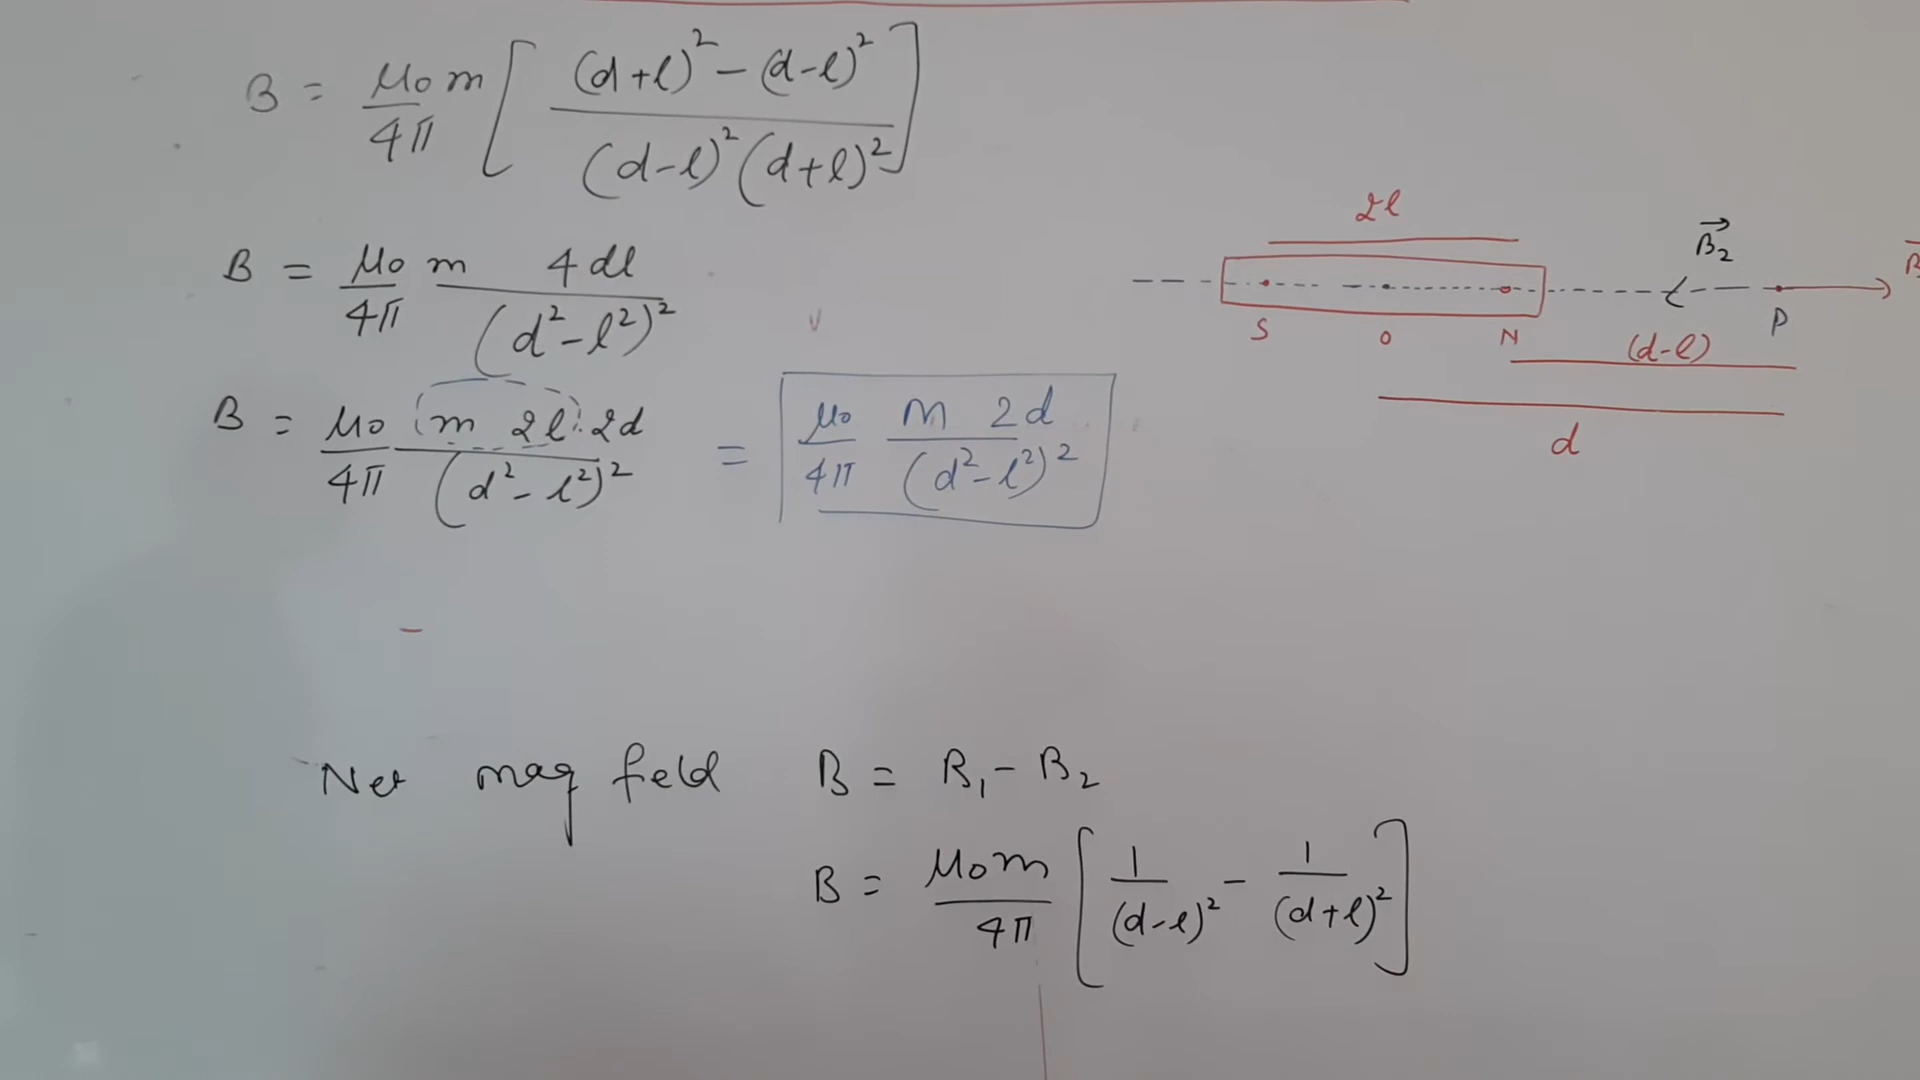 B = μ₀m/4π [ ((d+l)² - (d-l)²) / ((d-l)² (d+l)²) ]
B = μ₀/4π m 4dl/(d²-l²)²
B = μ₀/4π (m 2l).2d/(d²-l²)² = μ₀/4π M 2d/(d²-l²)²
2l
B₂
S O N P
(d-l)
d
Net mag field B = B₁ - B₂
B = μ₀m/4π [ 1/(d-l)² - 1/(d+l)² ]